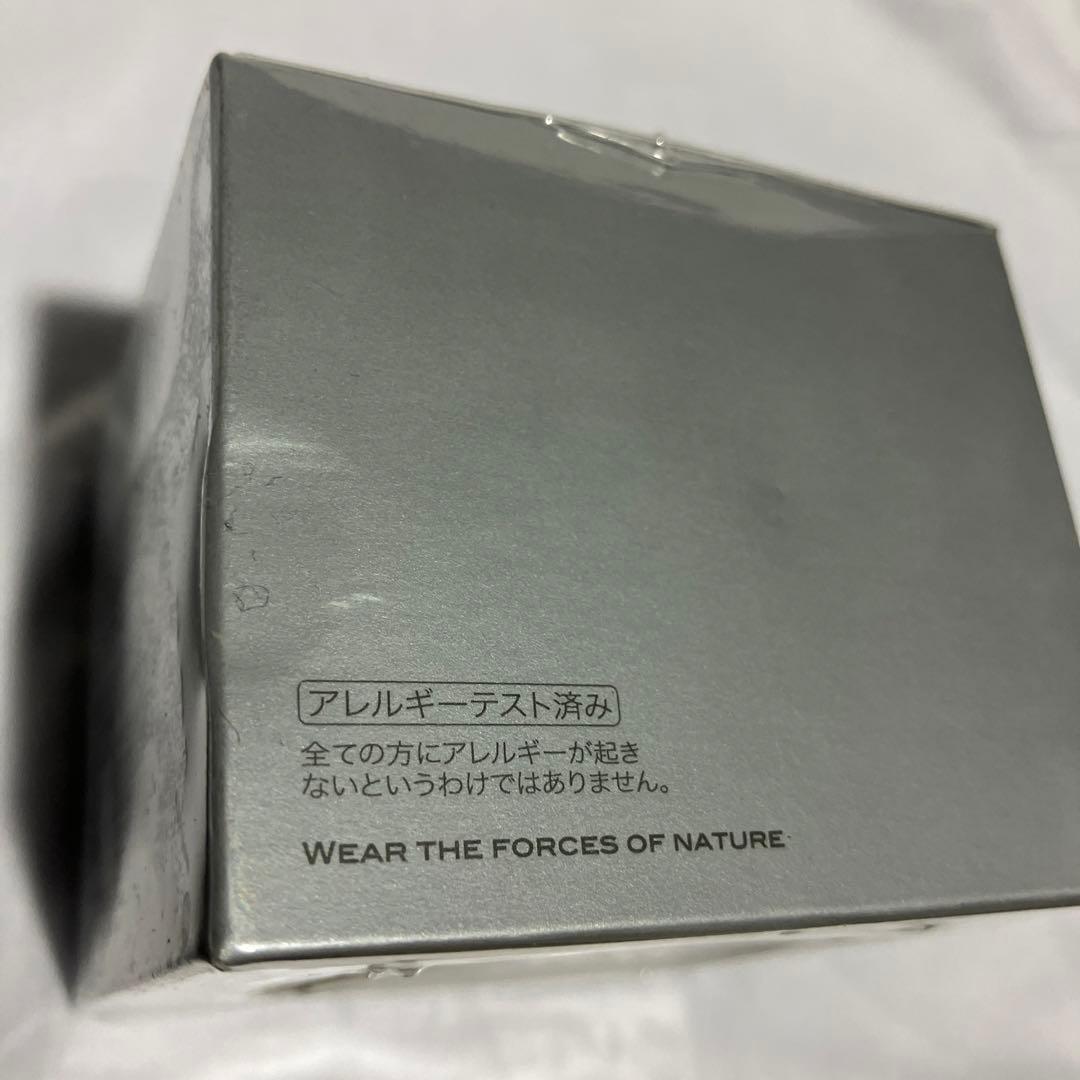 アレルギーテスト済み
全ての方にアレルギーが起き
ないというわけではありません。
WEAR THE FORCES OF NATURE